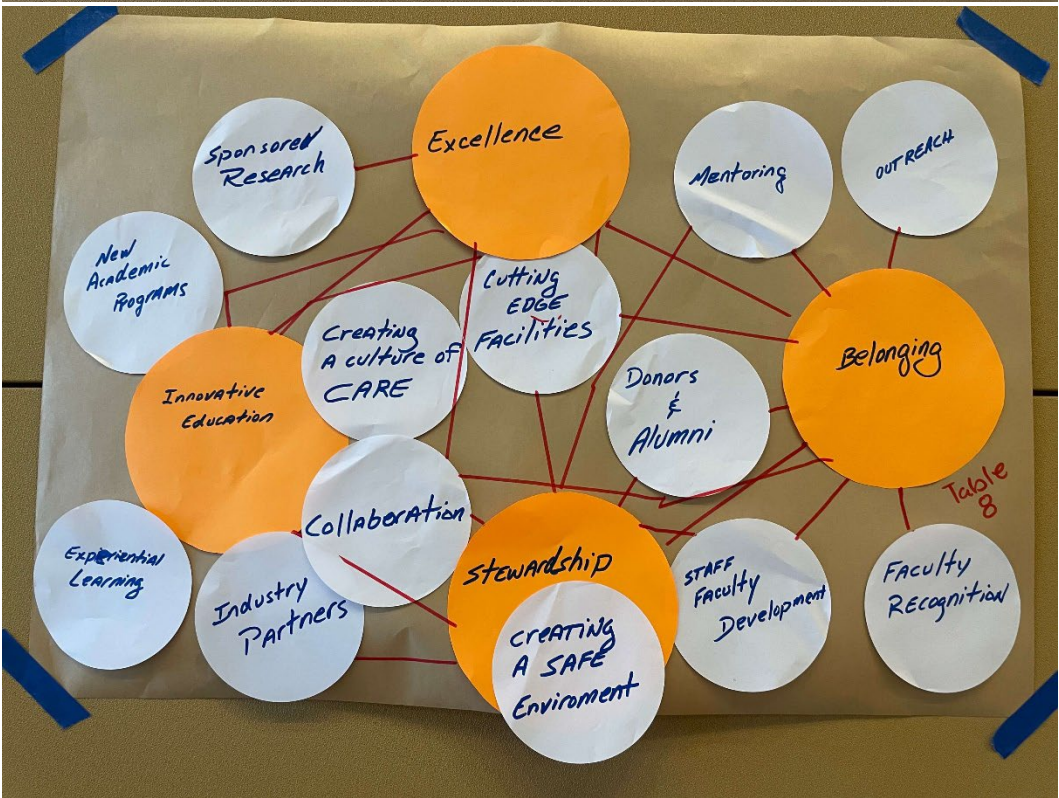 Excellence
Sponsored
Research
Mentoring
OUTREACH
New
Academic
Programs
Cutting
EDGE
Facilities
Creating
A culture of
CARE
Belonging
Innovative
Education
Donors
&
Alumni
Table
8
Collaboration
Stewardship
Experiential
Learning
Industry
Partners
STAFF
Faculty
Development
Faculty
Recognition
Creating
A SAFE
Enviroment